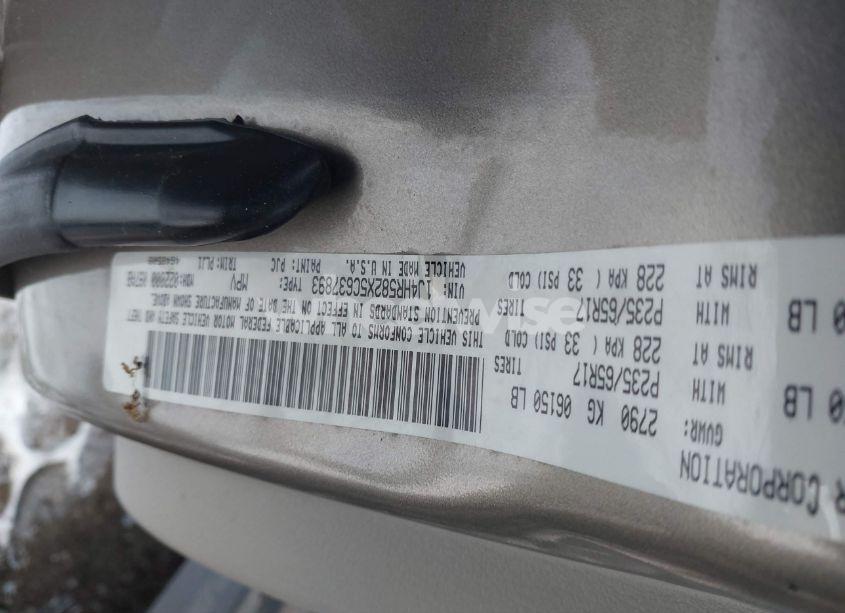 R CORPORATION
GVWR:
2790 KG 06150 LB
WITH
P235/65R17
TIRES
RIMS AT
228 KPA ( 33 PSI) COLD
WITH
P235/65R17
TIRES
RIMS AT
228 KPA ( 33 PSI) COLD
0 LB
0 LB
THIS VEHICLE CONFORMS TO ALL APPLICABLE FEDERAL MOTOR VEHICLE SAFETY AND THEFT
PREVENTION STANDARDS IN EFFECT ON THE DATE OF MANUFACTURE SHOWN ABOVE.
VIN: 1J4HR582X5C637893 TYPE: MPV
VEHICLE MADE IN U.S.A. PAINT: PJC TRIM: PLJ1